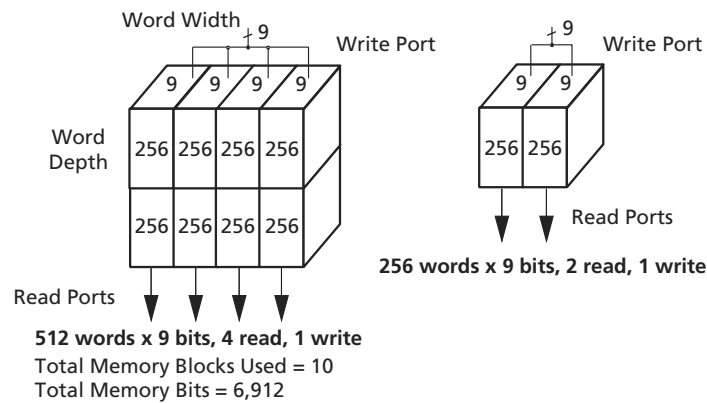 Word Width
9
Write Port
9 9 9 9
Word
Depth
256 256 256 256
256 256 256 256
Read Ports
512 words x 9 bits, 4 read, 1 write
Total Memory Blocks Used = 10
Total Memory Bits = 6,912
9
Write Port
9 9
256 256
Read Ports
256 words x 9 bits, 2 read, 1 write